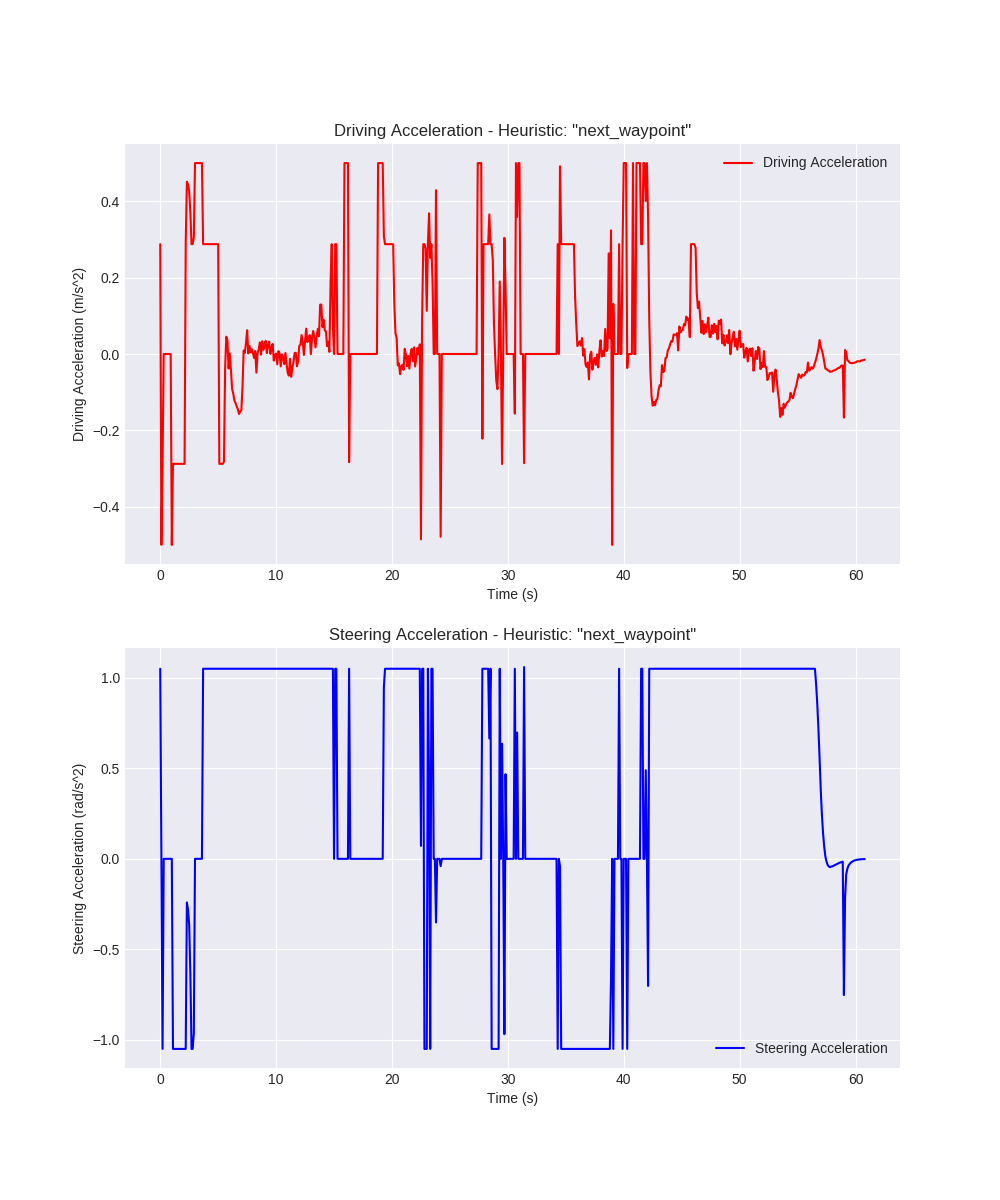 Driving Acceleration - Heuristic: "next_waypoint"
Driving Acceleration
Driving Acceleration (m/s^2)
0.4
0.2
0.0
−0.2
−0.4
0 10 20 30 40 50 60
Time (s)
Steering Acceleration - Heuristic: "next_waypoint"
Steering Acceleration (rad/s^2)
1.0
0.5
0.0
−0.5
−1.0
Steering Acceleration
0 10 20 30 40 50 60
Time (s)